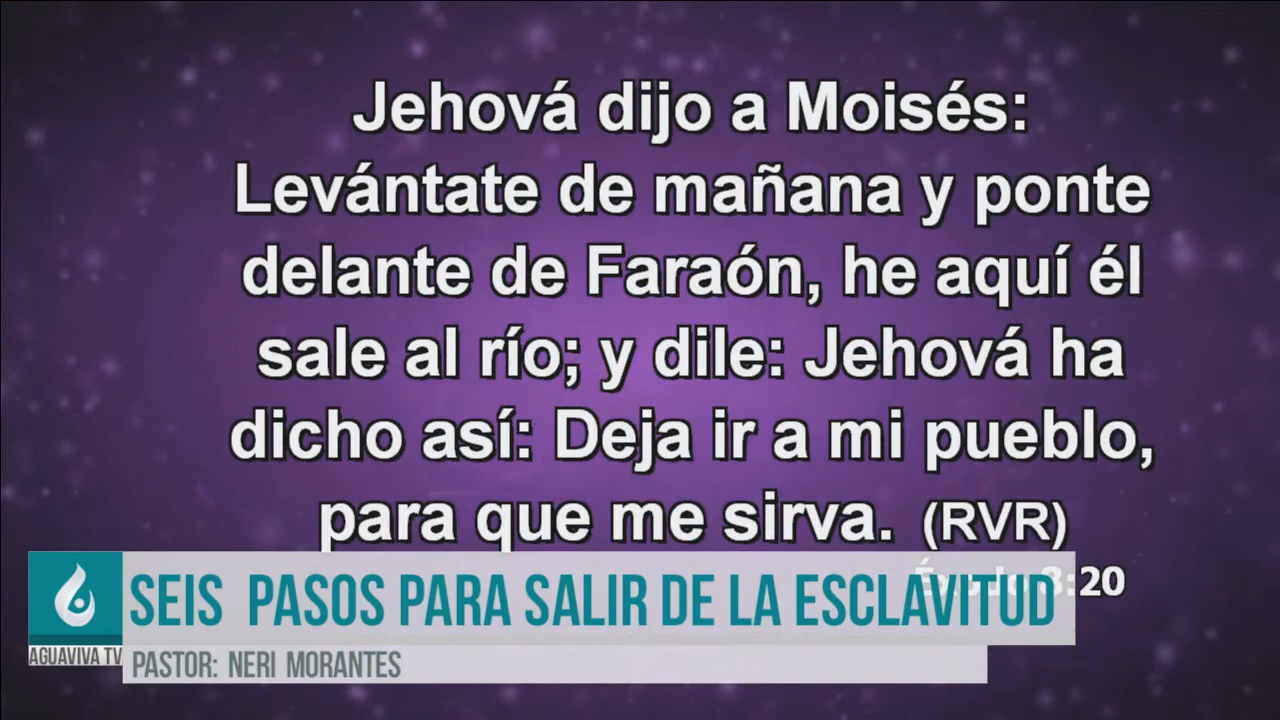 Jehová dijo a Moisés:
Levántate de mañana y ponte
delante de Faraón, he aquí él
sale al río; y dile: Jehová ha
dicho así: Deja ir a mi pueblo,
para que me sirva. (RVR)
Éxodo 8:20
SEIS PASOS PARA SALIR DE LA ESCLAVITUD
AGUAVIVA TV
PASTOR: NERI MORANTES